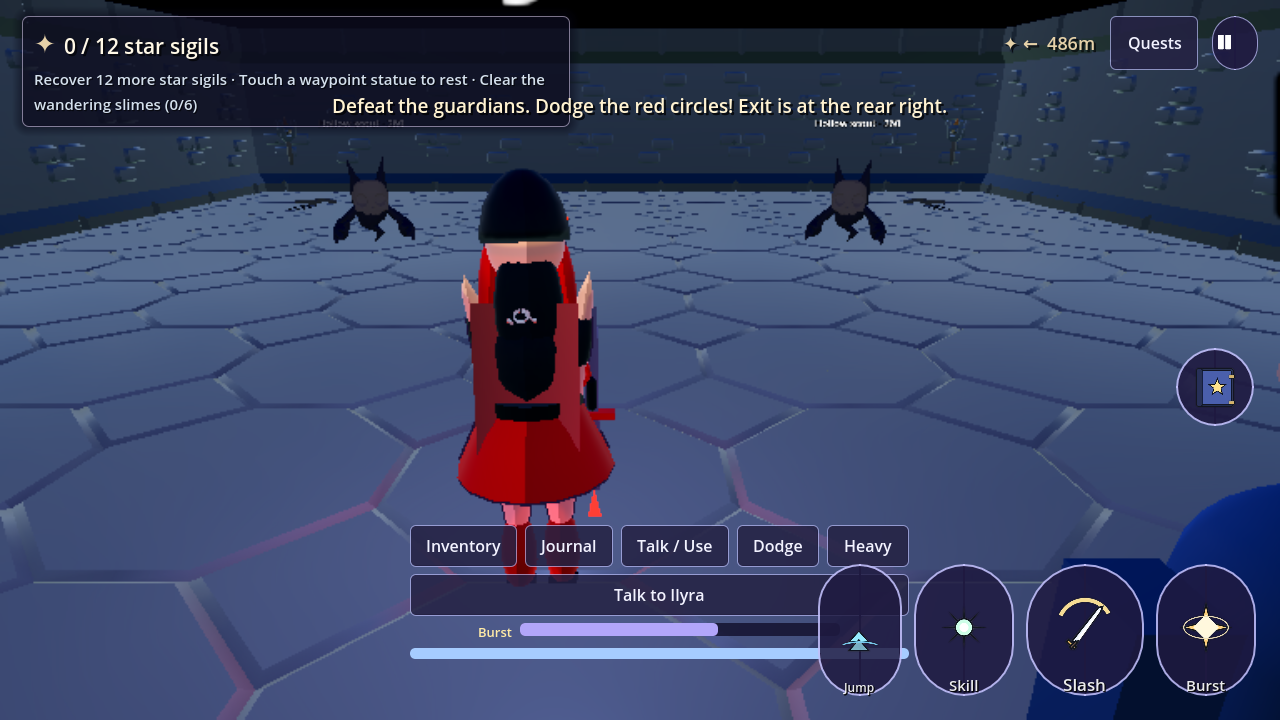 0 / 12 star sigils
Recover 12 more star sigils · Touch a waypoint statue to rest · Clear the
wandering slimes (0/6)
← 486m
Quests
Defeat the guardians. Dodge the red circles! Exit is at the rear right.
Inventory
Journal
Talk / Use
Dodge
Heavy
Talk to Ilyra
Burst
Jump
Skill
Slash
Burst